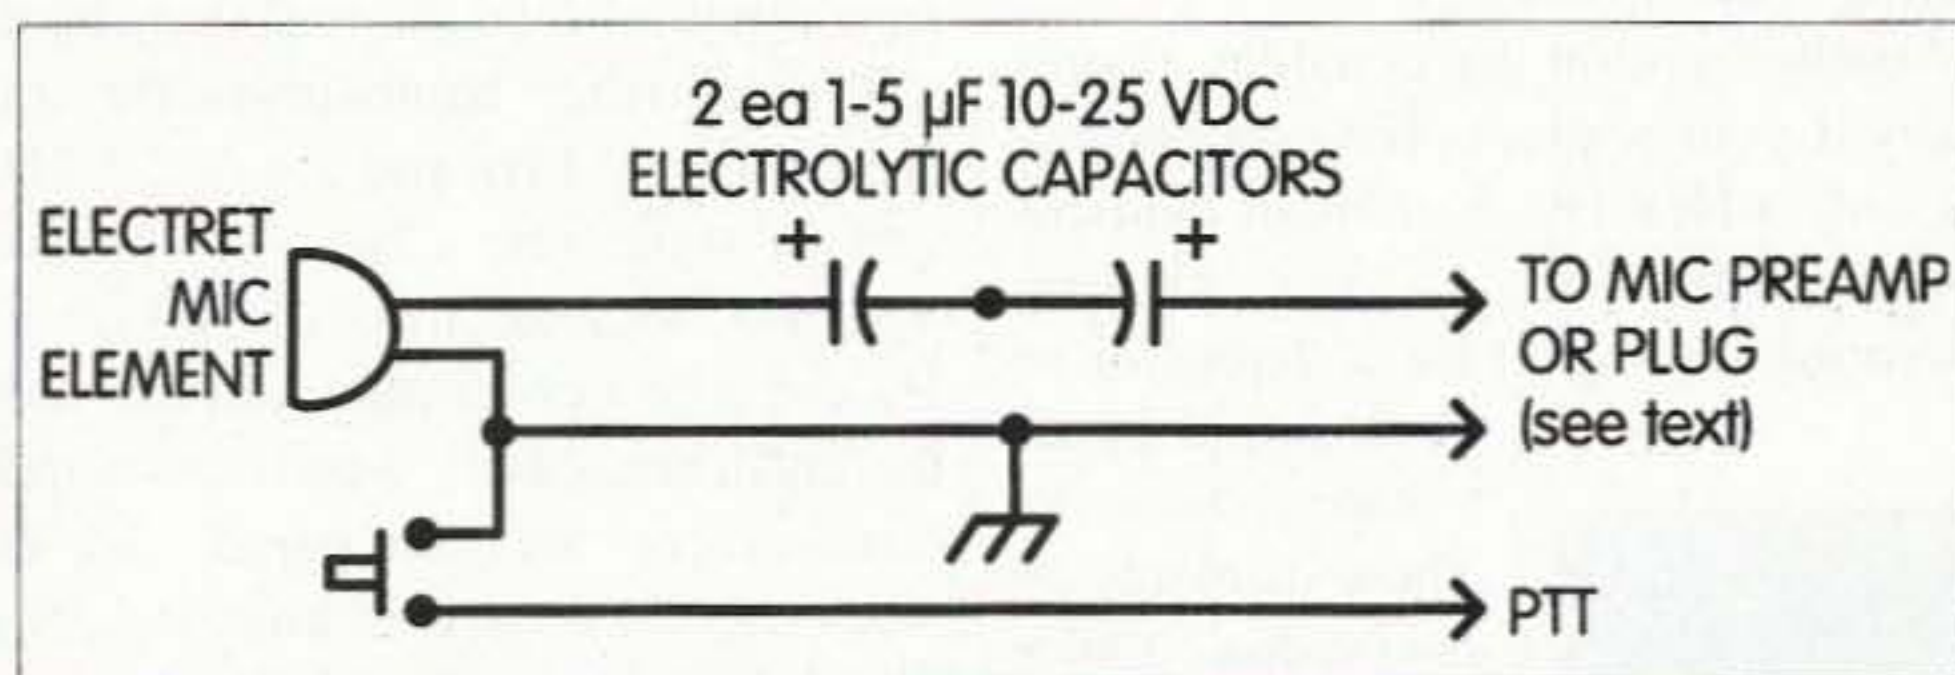 2 ea 1-5 µF 10-25 VDC
ELECTROLYTIC CAPACITORS
+ +
ELECTRET
MIC
ELEMENT
TO MIC PREAMP
OR PLUG
(see text)
PTT